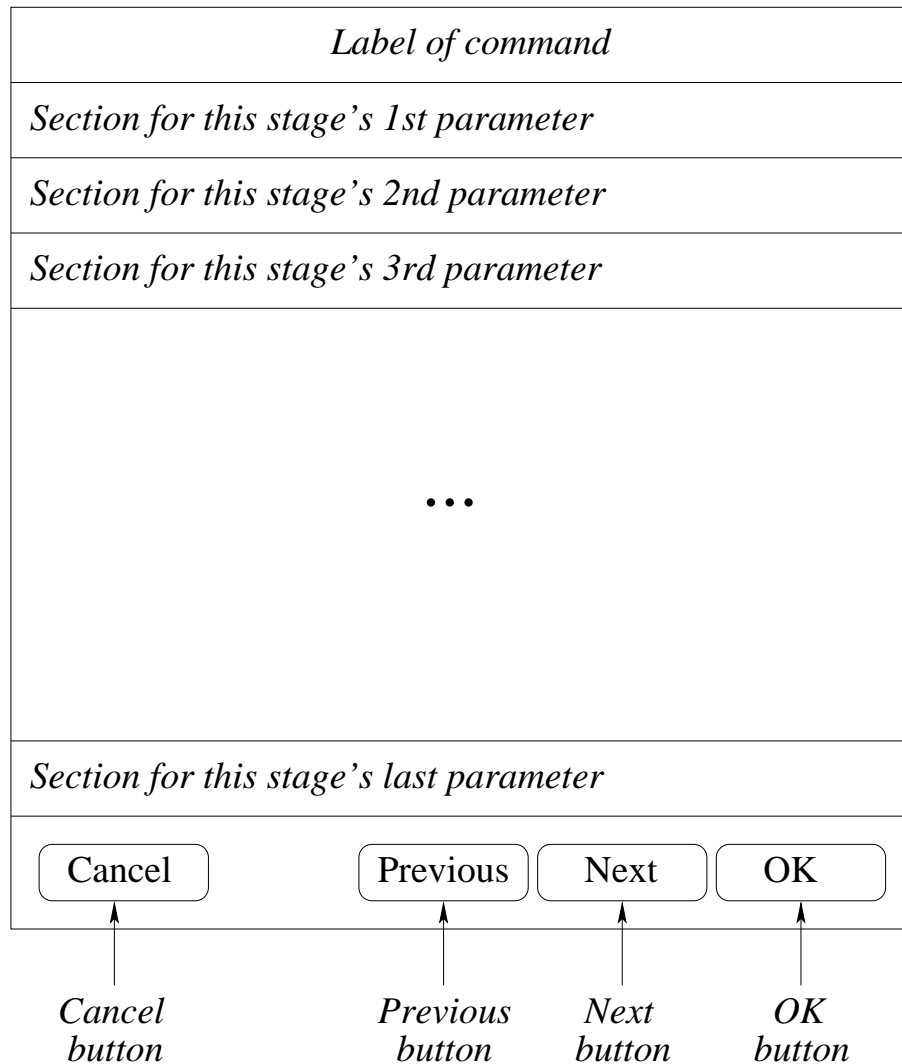 Label of command
Section for this stage’s 1st parameter
Section for this stage’s 2nd parameter
Section for this stage’s 3rd parameter
...
Section for this stage’s last parameter
Cancel Previous Next OK
Cancel Previous Next OK
button button button button